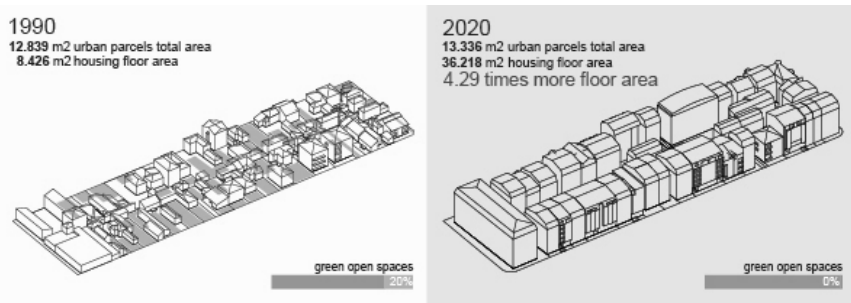 1990
12.839 m2 urban parcels total area
8.426 m2 housing floor area
green open spaces
20%
2020
13.336 m2 urban parcels total area
36.218 m2 housing floor area
4.29 times more floor area
green open spaces
0%